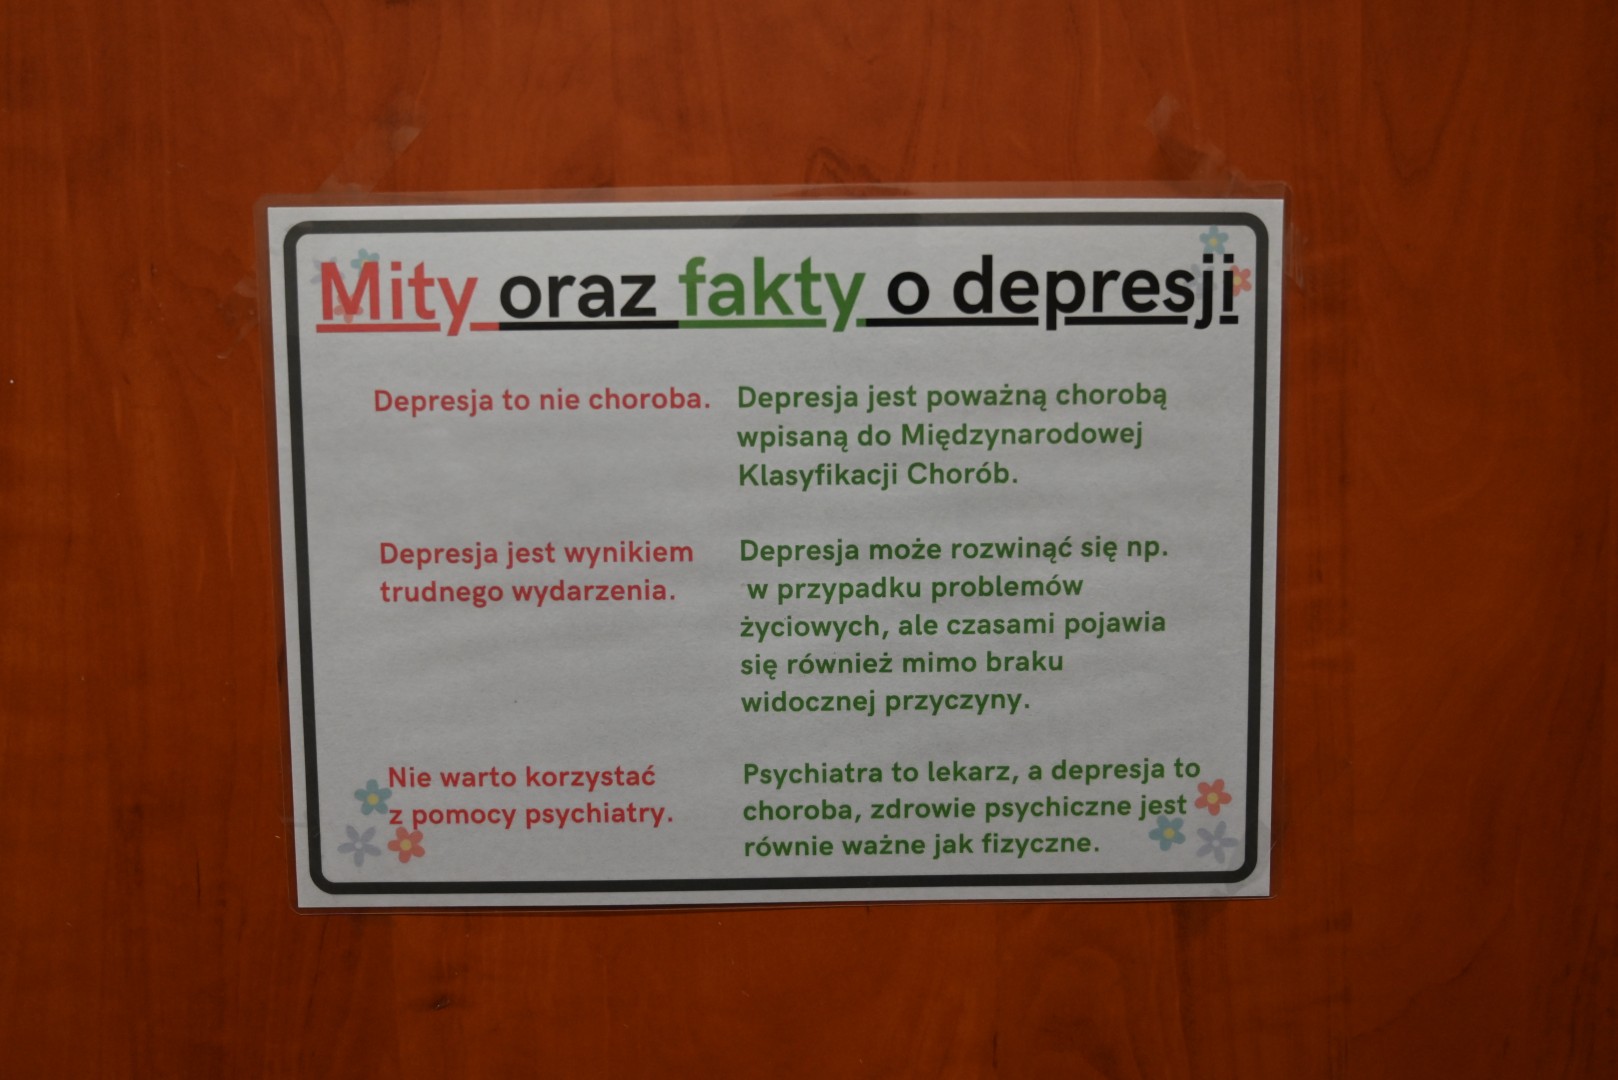 Mity oraz fakty o depresji
Depresja to nie choroba.
Depresja jest poważną chorobą
wpisaną do Międzynarodowej
Klasyfikacji Chorób.
Depresja jest wynikiem
trudnego wydarzenia.
Depresja może rozwinąć się np.
w przypadku problemów
życiowych, ale czasami pojawia
się również mimo braku
widocznej przyczyny.
Nie warto korzystać
z pomocy psychiatry.
Psychiatra to lekarz, a depresja to
choroba, zdrowie psychiczne jest
równie ważne jak fizyczne.